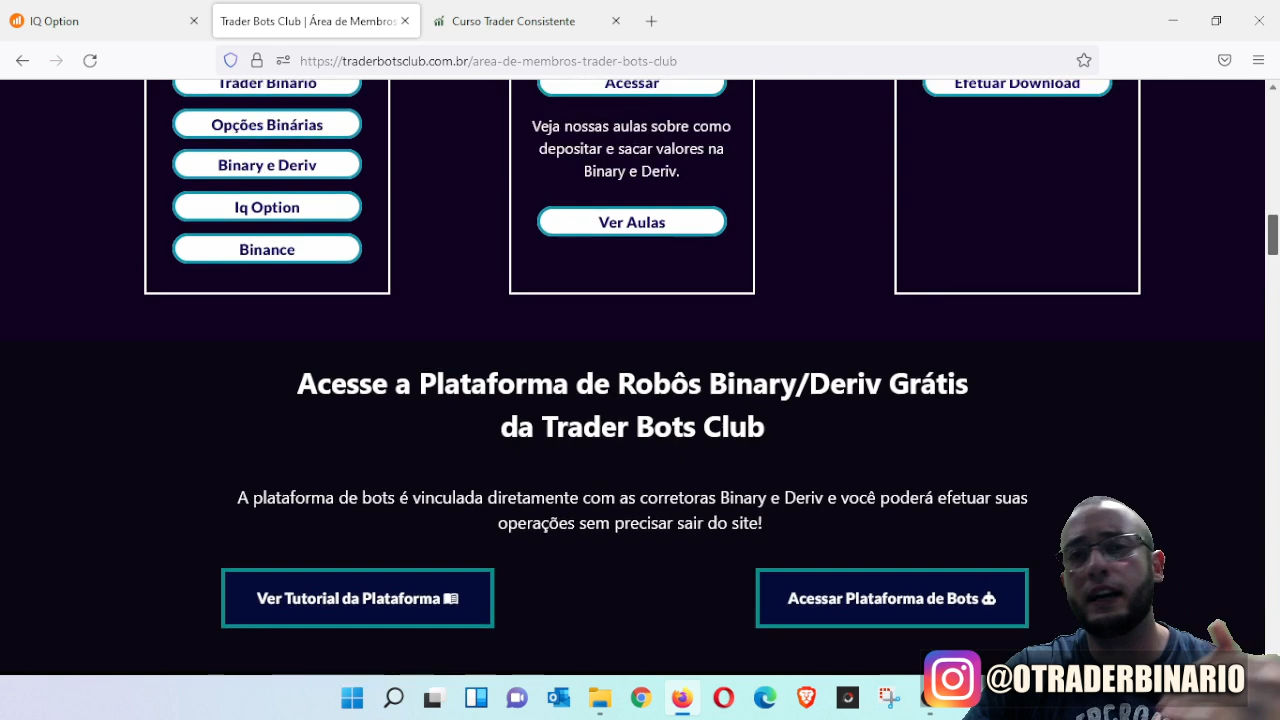 IQ Option
Trader Bots Club | Área de Membros
Curso Trader Consistente
https://traderbotsclub.com.br/area-de-membros-trader-bots-club
Trader Binário
Opções Binárias
Binary e Deriv
Iq Option
Binance
Acessar
Veja nossas aulas sobre como
depositar e sacar valores na
Binary e Deriv.
Ver Aulas
Efetuar Download
Acesse a Plataforma de Robôs Binary/Deriv Grátis
da Trader Bots Club
A plataforma de bots é vinculada diretamente com as corretoras Binary e Deriv e você poderá efetuar suas
operações sem precisar sair do site!
Ver Tutorial da Plataforma
Acessar Plataforma de Bots
@OTRADERBINARIO